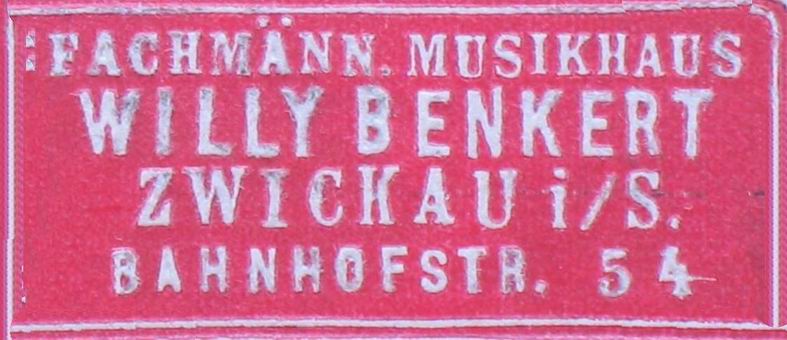 FACHMÄNN. MUSIKHAUS
WILLY BENKERT
ZWICKAU i/S.
BAHNHOFSTR. 54